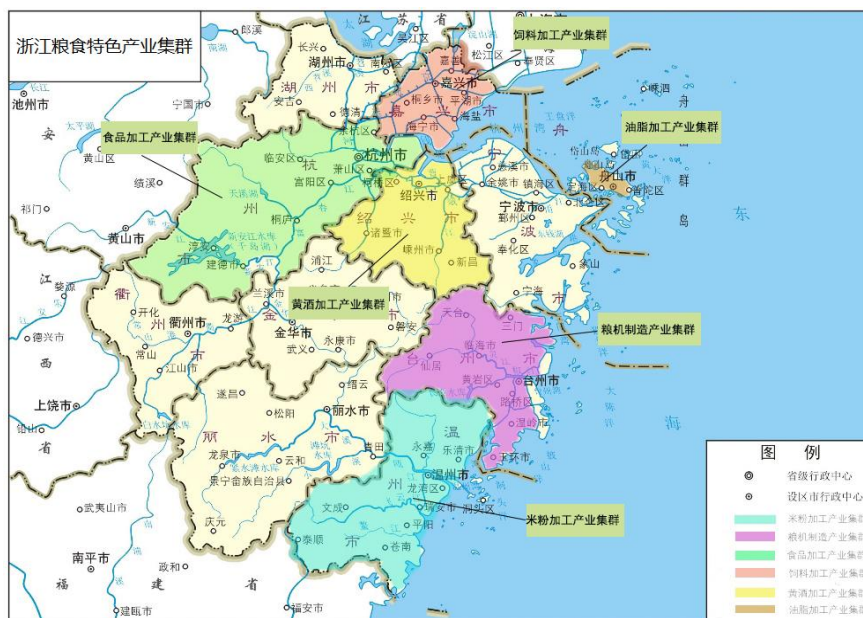 浙江粮食特色产业集群
饲料加工产业集群
食品加工产业集群
油脂加工产业集群
黄酒加工产业集群
粮机制造产业集群
米粉加工产业集群
郎溪
长兴
湖州市
吴江区
松江区
奉贤区
嘉善
嘉兴市
嵊泗
池州市
宁国市
安吉
德清
桐乡市
平湖市
海宁市
海盐
安
黄山区
余杭区
临安区
杭州市
萧山区
富阳区
柯桥区
绍兴市
慈溪市
余姚市
镇海区
舟山市
普陀区
绩溪
祁门
黄山市
桐庐
宁波市
鄞州区
奉化区
象山
宁海
诸暨市
嵊州市
新昌
淳安
建德市
浦江
婺源
开化
衢州市
龙游
兰溪市
金华市
磐安
天台
三门
德兴市
常山
江山市
武义
永康市
仙居
临海市
黄岩区
台州市
路桥区
温岭市
玉环市
上饶市
铅山
遂昌
松阳
缙云
丽水市
龙泉市
云和
景宁畲族自治县
青田
永嘉
乐清市
温州市
龙湾区
洞头区
瑞安市
文成
平阳
苍南
泰顺
庆元
武夷山市
南平市
政和
建瓯市
福安市
江苏省
福建省
东
海
图 例
省级行政中心
设区市行政中心
米粉加工产业集群
粮机制造产业集群
食品加工产业集群
饲料加工产业集群
黄酒加工产业集群
油脂加工产业集群